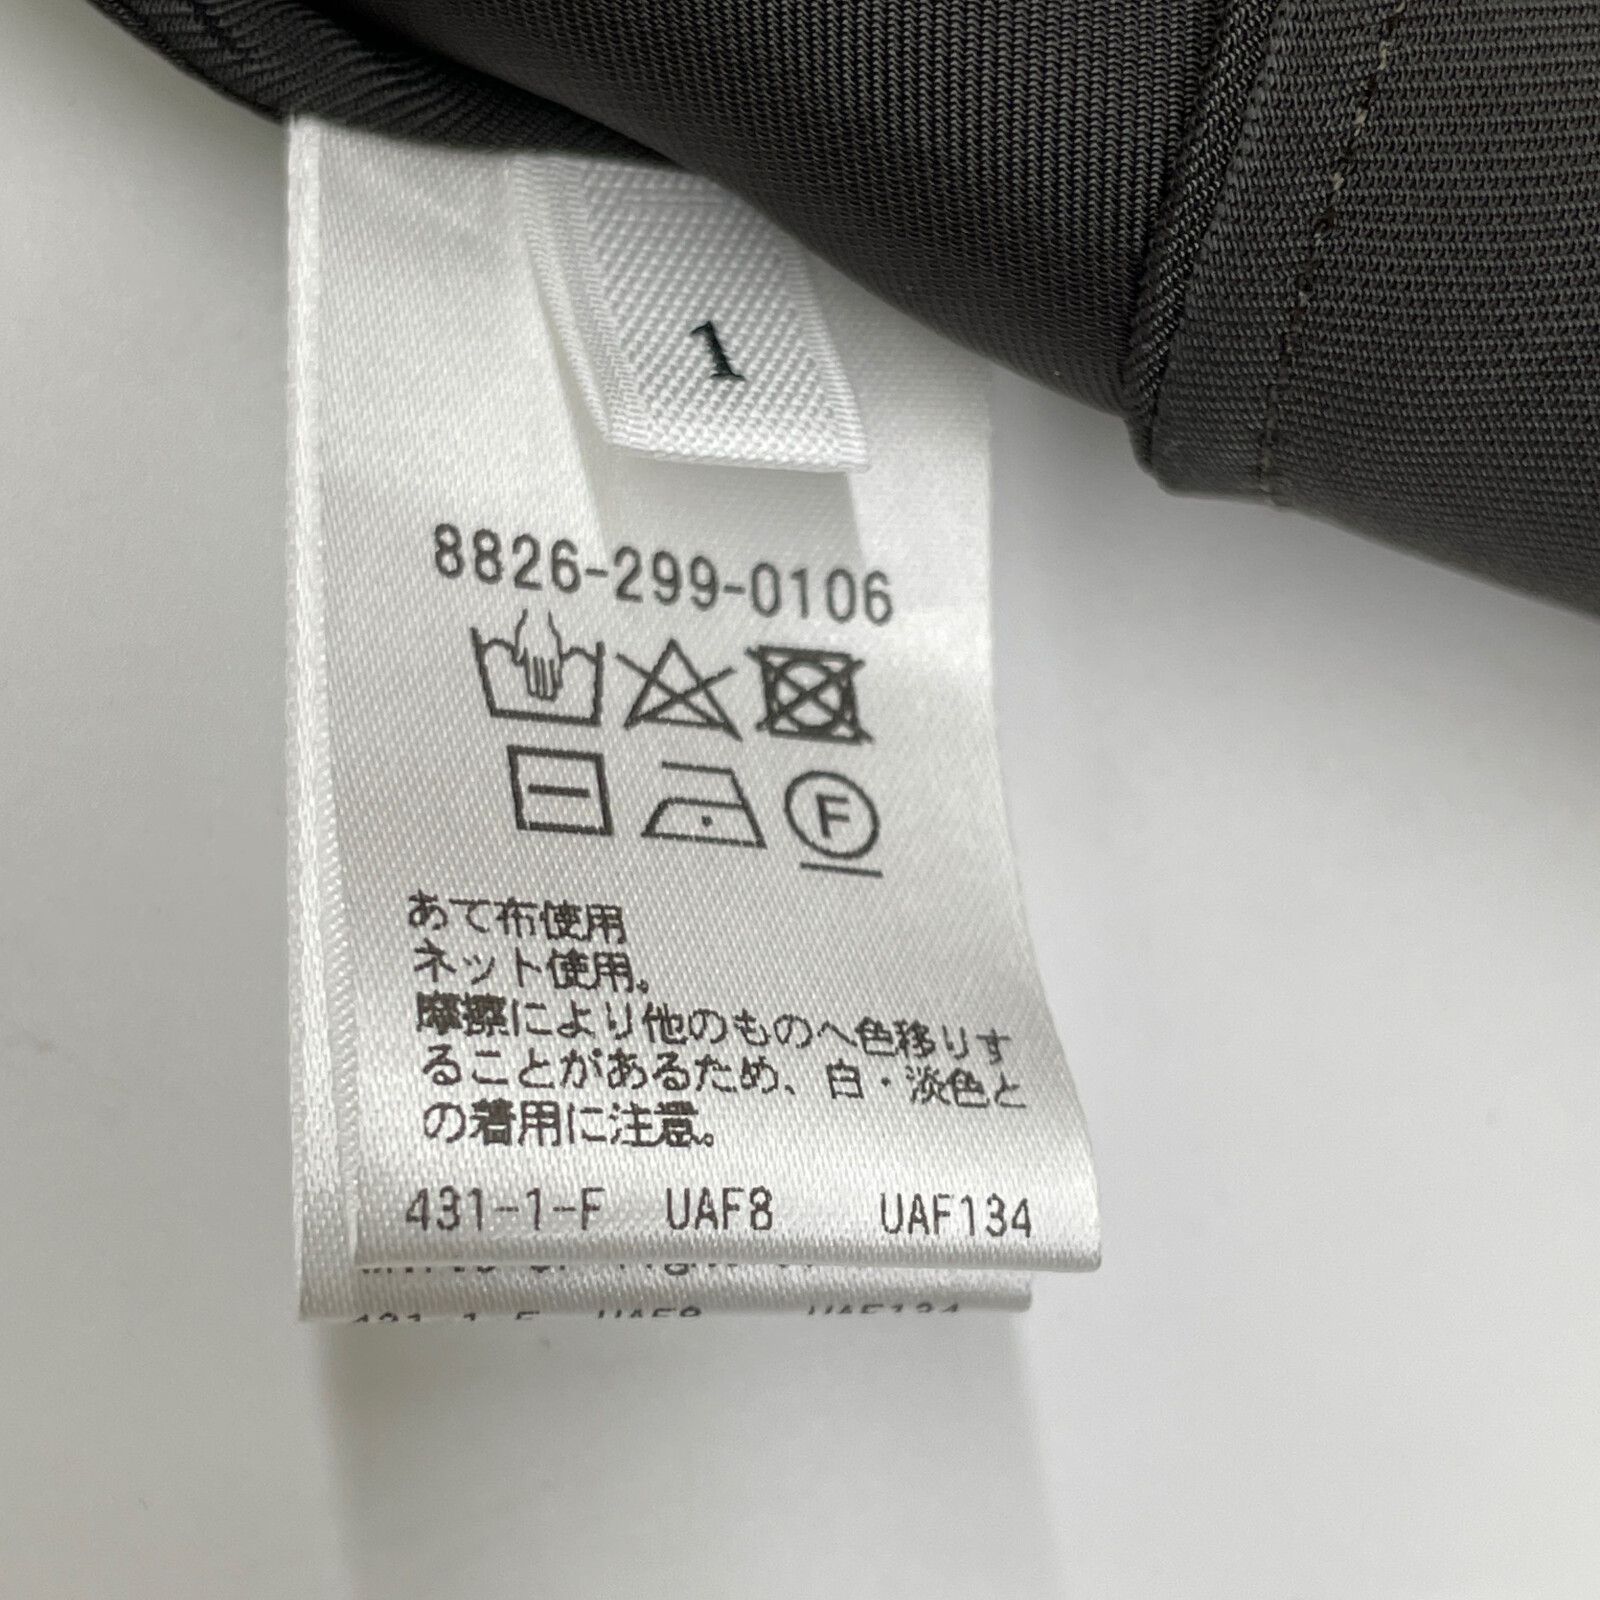 1
8826-299-0106
F
あて布使用
ネット使用。
摩擦により他のものへ色移りす
ることがあるため、白・淡色と
の着用に注意。
431-1-F UAF8 UAF134